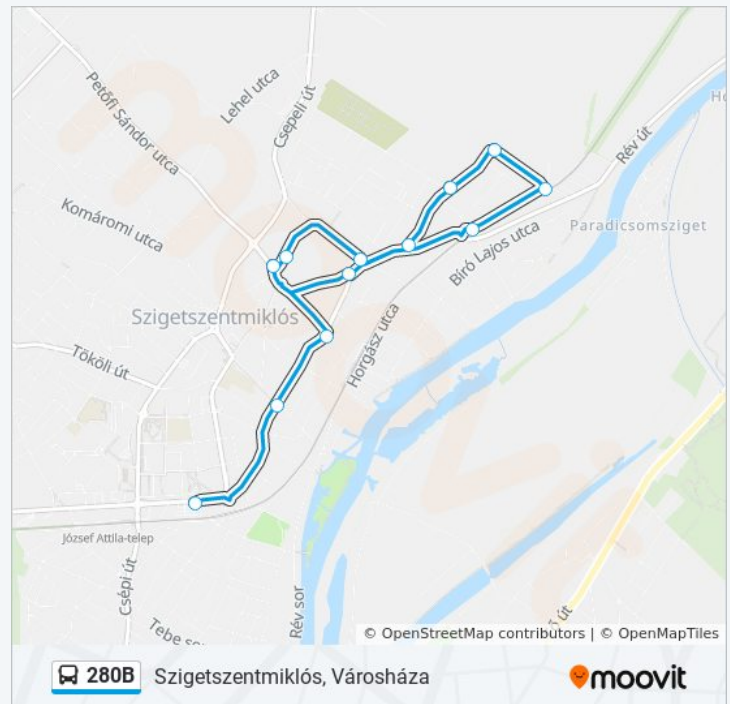 Petőfi Sándor utca
Lehel utca
Csepeli út
Komáromi utca
Rév út
Paradicsomsziget
Bíró Lajos utca
Szigetszentmiklós
Tököli út
Horgász utca
József Attila-telep
Csépi út
Rév sor
Tebe
út
© OpenStreetMap contributors | © OpenMapTiles
280B Szigetszentmiklós, Városháza
moovit